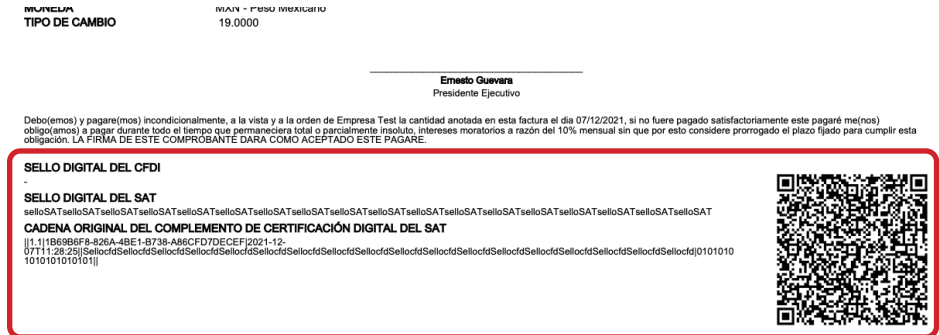 MONEDA MXN - Peso Mexicano
TIPO DE CAMBIO 19.0000
Ernesto Guevara
Presidente Ejecutivo
Debo(emos) y pagare(mos) incondicionalmente, a la vista y a la orden de Empresa Test la cantidad anotada en esta factura el dia 07/12/2021, si no fuere pagado satisfactoriamente este pagaré me(nos)
obligo(amos) a pagar durante todo el tiempo que permaneciera total o parcialmente insoluto, intereses moratorios a razón del 10% mensual sin que por esto considere prorrogado el plazo fijado para cumplir esta
obligación. LA FIRMA DE ESTE COMPROBANTE DARA COMO ACEPTADO ESTE PAGARE.
SELLO DIGITAL DEL CFDI
-
SELLO DIGITAL DEL SAT
selloSATselloSATselloSATselloSATselloSATselloSATselloSATselloSATselloSATselloSATselloSATselloSATselloSATselloSATselloSATselloSATselloSATselloSAT
CADENA ORIGINAL DEL COMPLEMENTO DE CERTIFICACIÓN DIGITAL DEL SAT
||1.1|1B69B6F8-826A-4BE1-B738-A86CFD7DECEF|2021-12-
07T11:28:25||SellocfdSellocfdSellocfdSellocfdSellocfdSellocfdSellocfdSellocfdSellocfdSellocfdSellocfdSellocfdSellocfdSellocfdSellocfdSellocfdSellocfd|0101010
1010101010101||